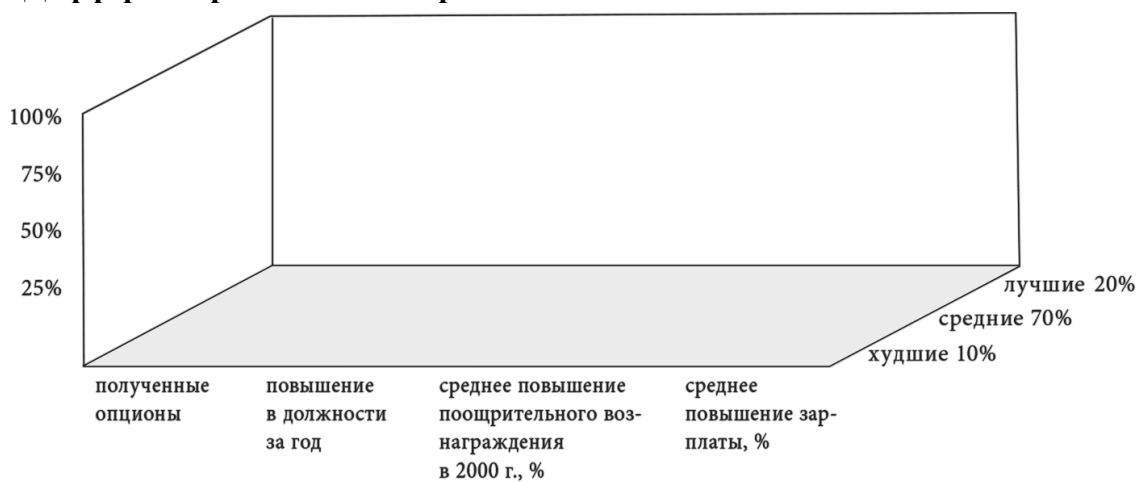 100%
75%
50%
25%
лучшие 20%
средние 70%
худшие 10%
полученные
опционы
повышение
в должности
за год
среднее повышение
поощрительного воз-
награждения
в 2000 г., %
среднее
повышение зар-
платы, %